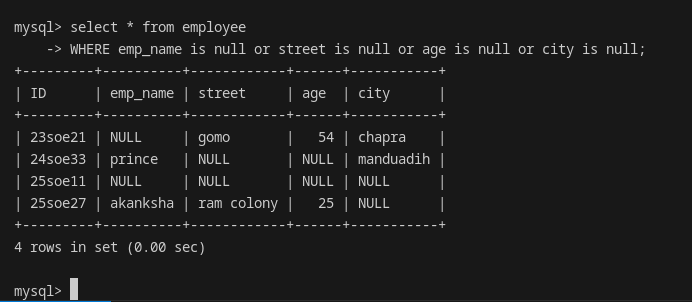 mysql> select * from employee
    -> WHERE emp_name is null or street is null or age is null or city is null;
+---------+----------+------------+------+-----------+
| ID      | emp_name | street     | age  | city      |
+---------+----------+------------+------+-----------+
| 23soe21 | NULL     | gomo       |   54 | chapra    |
| 24soe33 | prince   | NULL       | NULL | manduadih |
| 25soe11 | NULL     | NULL       | NULL | NULL      |
| 25soe27 | akanksha | ram colony |   25 | NULL      |
+---------+----------+------------+------+-----------+
4 rows in set (0.00 sec)

mysql>